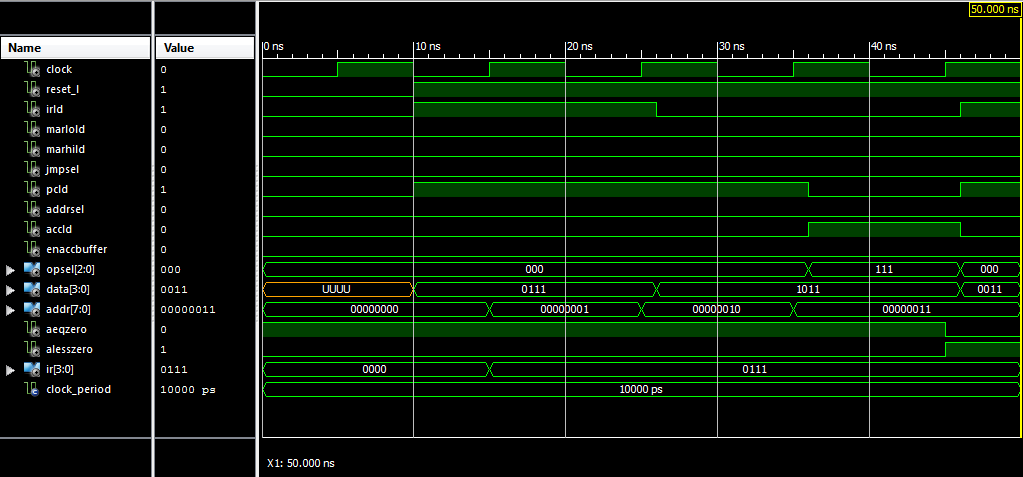 50.000 ns
Name Value
0 ns 10 ns 20 ns 30 ns 40 ns
clock 0
reset_l 1
irld 1
marlold 0
marhild 0
jmpsel 0
pcld 1
addrsel 0
accld 0
enaccbuffer 0
opsel[2:0] 000 000 111 000
data[3:0] 0011 UUUU 0111 1011 0011
addr[7:0] 00000011 00000000 00000001 00000010 00000011
aeqzero 0
alesszero 1
ir[3:0] 0111 0000 0111
clock_period 10000 ps 10000 ps
X1: 50.000 ns